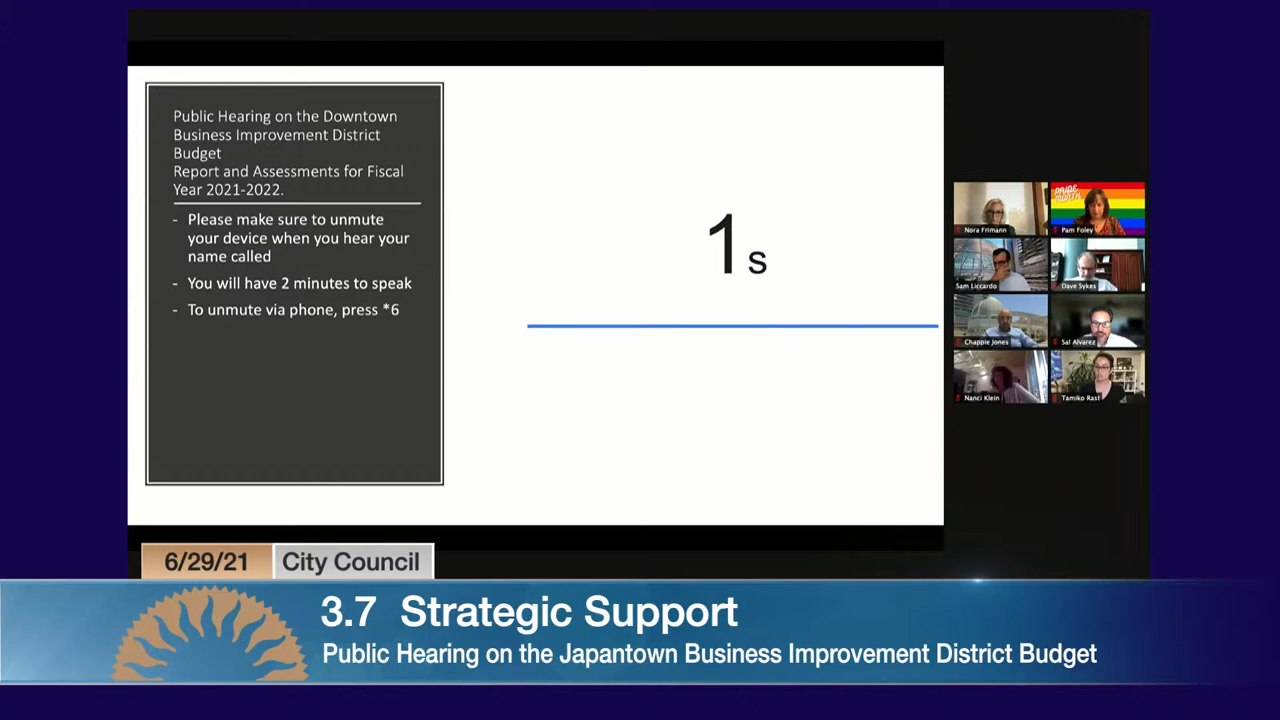 Public Hearing on the Downtown
Business Improvement District
Budget
Report and Assessments for Fiscal
Year 2021-2022.
- Please make sure to unmute
your device when you hear your
name called
- You will have 2 minutes to speak
- To unmute via phone, press *6
1 s
PRIDE
MONTH
Nora Frimann
Pam Foley
Sam Liccardo
Dave Sykes
Chappie Jones
Sal Alvarez
Nanci Klein
Tamiko Rast
6/29/21
City Council
3.7 Strategic Support
Public Hearing on the Japantown Business Improvement District Budget